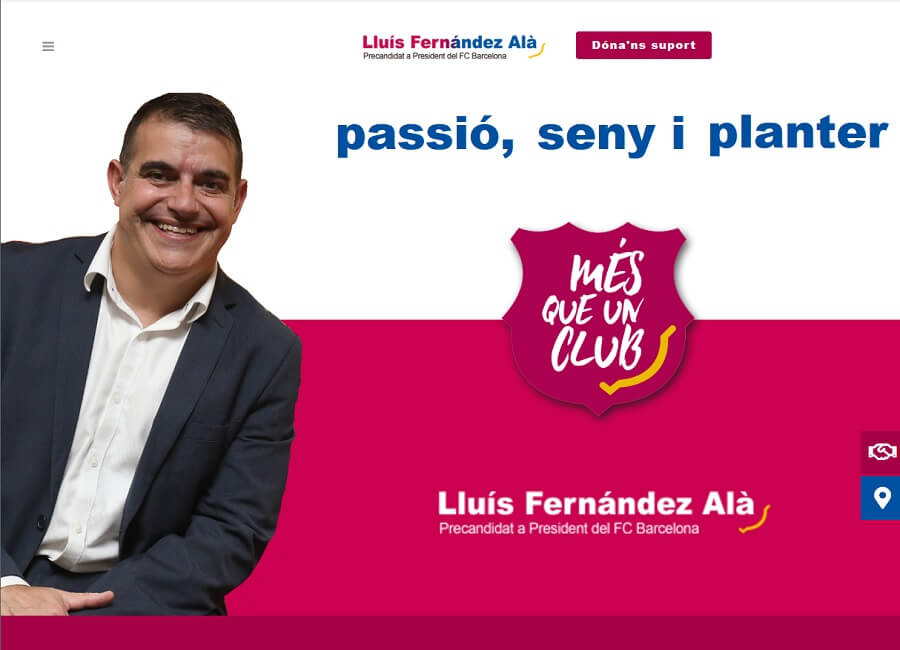 Lluís Fernández Alà
Precandidat a President del FC Barcelona
Dóna'ns suport
passió, seny i planter
MÉS
QUE UN
CLUB
Lluís Fernández Alà
Precandidat a President del FC Barcelona